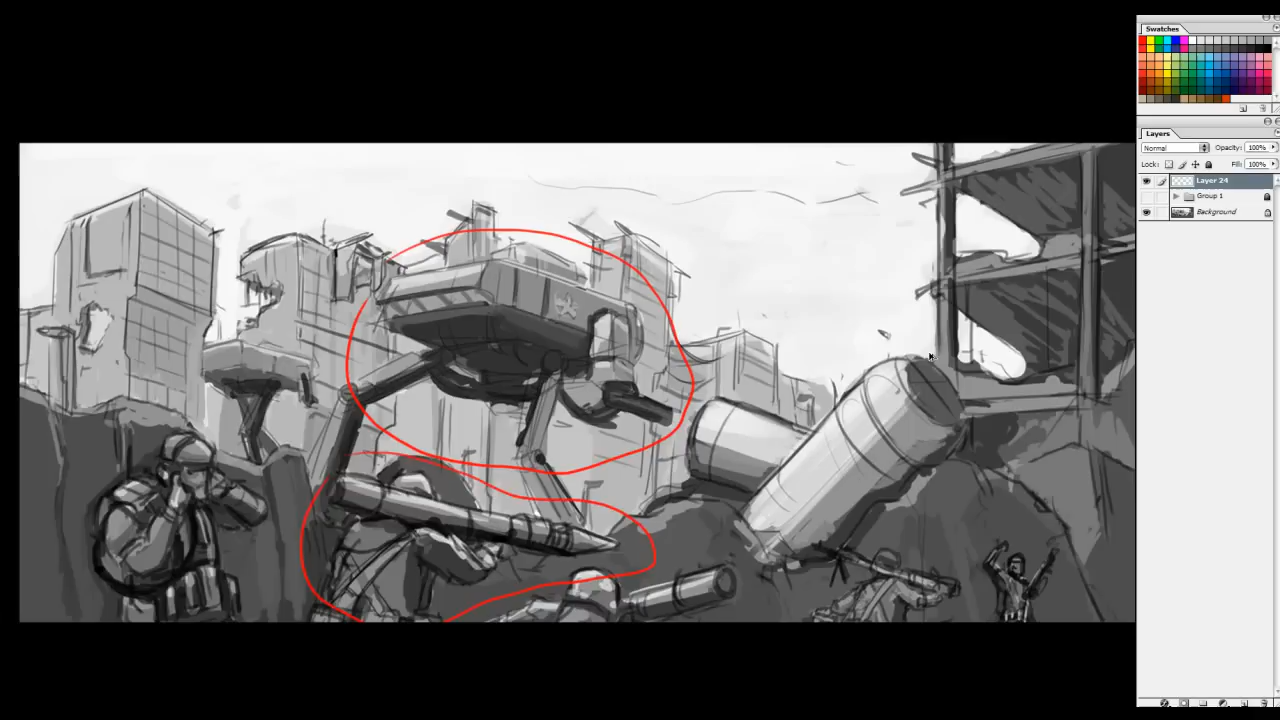 Swatches
Layers
Normal
Opacity: 100%
Lock:
Fill: 100%
Layer 24
Group 1
Background